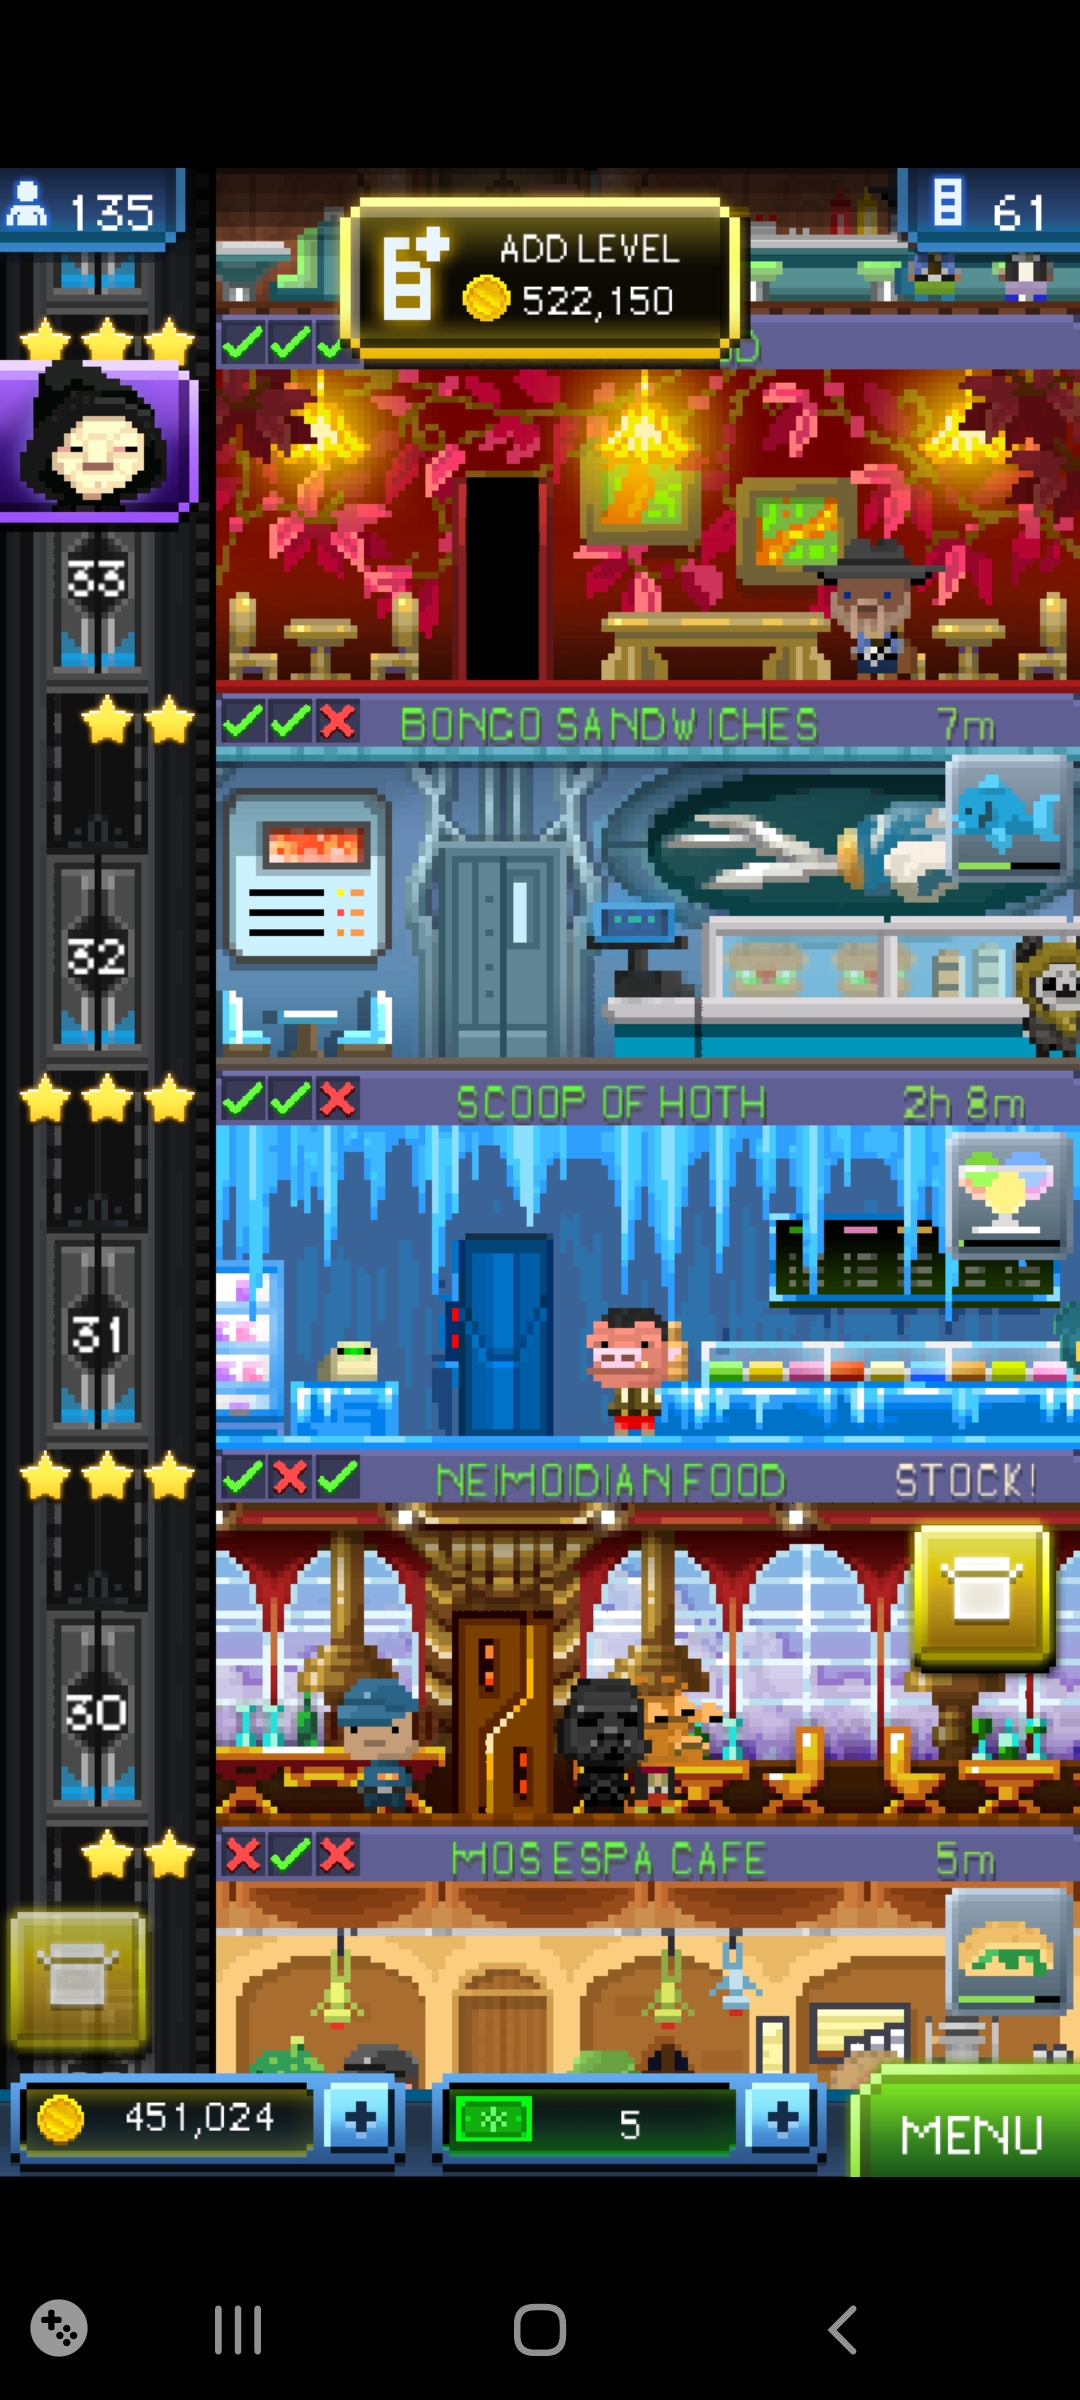 135
61
ADD LEVEL
522,150
D
33
BONGO SANDWICHES 7m
32
SCOOP OF HOTH 2h 8m
31
NEIMOIDIAN FOOD STOCK!
30
MOS ESPA CAFE 5m
451,024
5
MENU